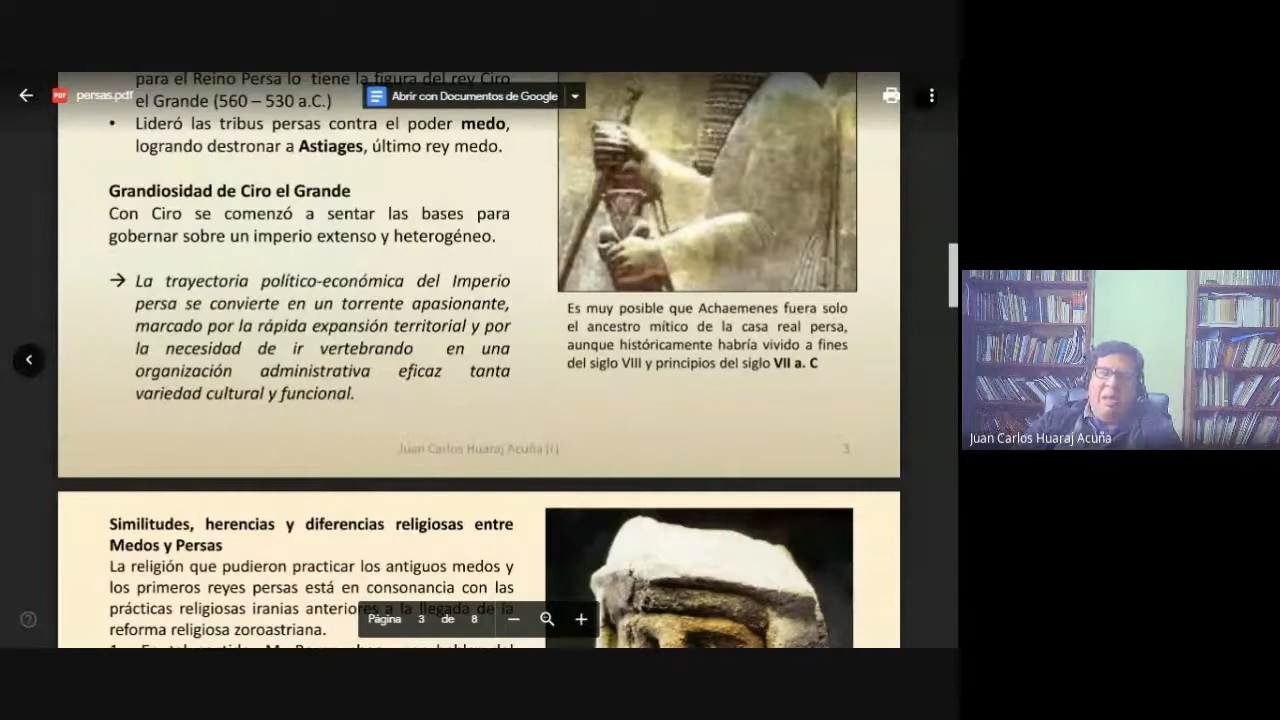 para el Reino Persa lo tiene la figura del rey Ciro
persas.pdf
el Grande (560 – 530 a.C.)
Abrir con Documentos de Google
• Lideró las tribus persas contra el poder medo,
logrando destronar a Astiages, último rey medo.
Grandiosidad de Ciro el Grande
Con Ciro se comenzó a sentar las bases para
gobernar sobre un imperio extenso y heterogéneo.
→ La trayectoria político-económica del Imperio
persa se convierte en un torrente apasionante,
marcado por la rápida expansión territorial y por
la necesidad de ir vertebrando en una
organización administrativa eficaz tanta
variedad cultural y funcional.
Es muy posible que Achaemenes fuera solo
el ancestro mítico de la casa real persa,
aunque históricamente habría vivido a fines
del siglo VIII y principios del siglo VII a. C
Juan Carlos Huaraj Acuña
3
Similitudes, herencias y diferencias religiosas entre
Medos y Persas
La religión que pudieron practicar los antiguos medos y
los primeros reyes persas está en consonancia con las
prácticas religiosas iranias anteriores a la llegada de la
reforma religiosa zoroastriana.
Página 3 de 8
Juan Carlos Huaraj Acuña